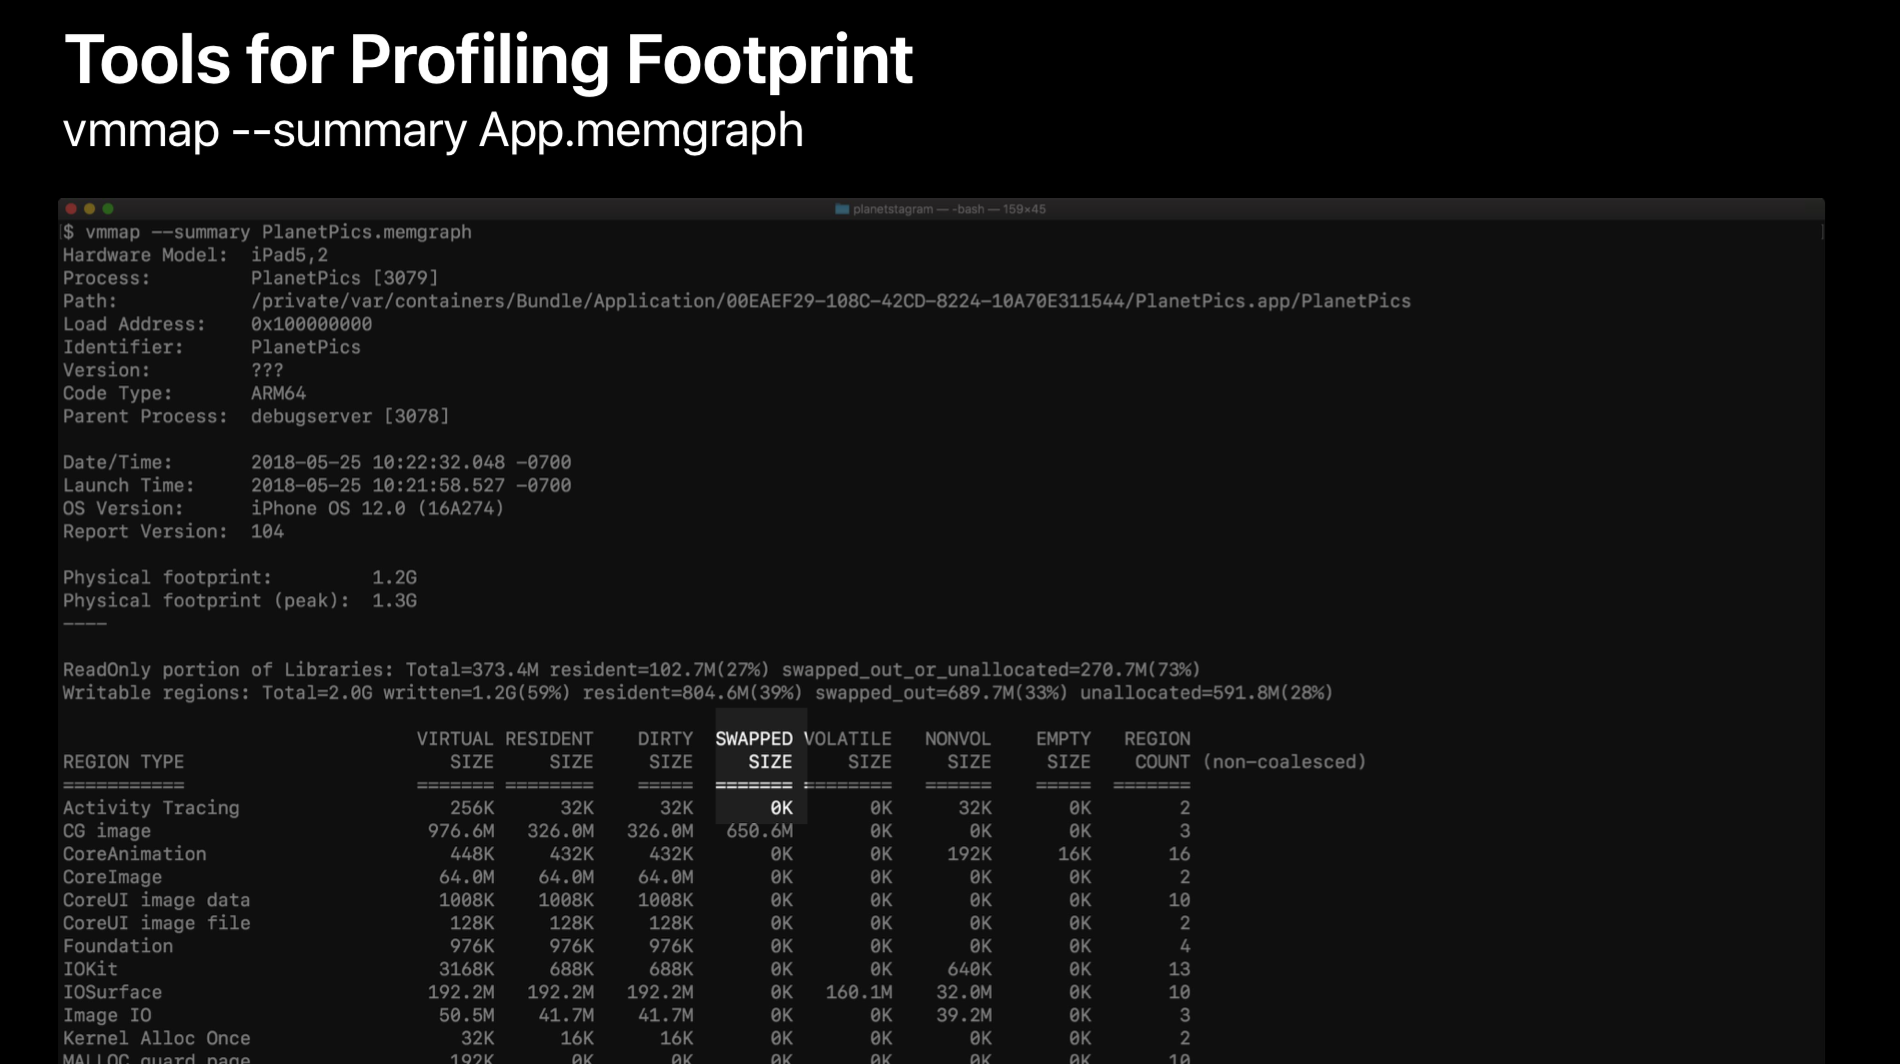 Tools for Profiling Footprint
vmmap --summary App.memgraph
planetstagram — -bash — 159×45
$ vmmap --summary PlanetPics.memgraph
Hardware Model: iPad5,2
Process: PlanetPics [3079]
Path: /private/var/containers/Bundle/Application/00EAEF29-108C-42CD-8224-10A70E311544/PlanetPics.app/PlanetPics
Load Address: 0x100000000
Identifier: PlanetPics
Version: ???
Code Type: ARM64
Parent Process: debugserver [3078]
Date/Time: 2018-05-25 10:22:32.048 -0700
Launch Time: 2018-05-25 10:21:58.527 -0700
OS Version: iPhone OS 12.0 (16A274)
Report Version: 104
Physical footprint: 1.2G
Physical footprint (peak): 1.3G
----
ReadOnly portion of Libraries: Total=373.4M resident=102.7M(27%) swapped_out_or_unallocated=270.7M(73%)
Writable regions: Total=2.0G written=1.2G(59%) resident=804.6M(39%) swapped_out=689.7M(33%) unallocated=591.8M(28%)
VIRTUAL RESIDENT DIRTY SWAPPED VOLATILE NONVOL EMPTY REGION
REGION TYPE SIZE SIZE SIZE SIZE SIZE SIZE SIZE COUNT (non-coalesced)
=========== ======= ======== ===== ======= ======== ====== ===== =======
Activity Tracing 256K 32K 32K 0K 0K 32K 0K 2
CG image 976.6M 326.0M 326.0M 650.6M 0K 0K 0K 3
CoreAnimation 448K 432K 432K 0K 0K 192K 16K 16
CoreImage 64.0M 64.0M 64.0M 0K 0K 0K 0K 2
CoreUI image data 1008K 1008K 1008K 0K 0K 0K 0K 10
CoreUI image file 128K 128K 128K 0K 0K 0K 0K 2
Foundation 976K 976K 976K 0K 0K 0K 0K 4
IOKit 3168K 688K 688K 0K 0K 640K 0K 13
IOSurface 192.2M 192.2M 192.2M 0K 160.1M 32.0M 0K 10
Image IO 50.5M 41.7M 41.7M 0K 0K 39.2M 0K 3
Kernel Alloc Once 32K 16K 16K 0K 0K 0K 0K 2
MALLOC guard page 192K 0K 0K 0K 0K 0K 0K 10